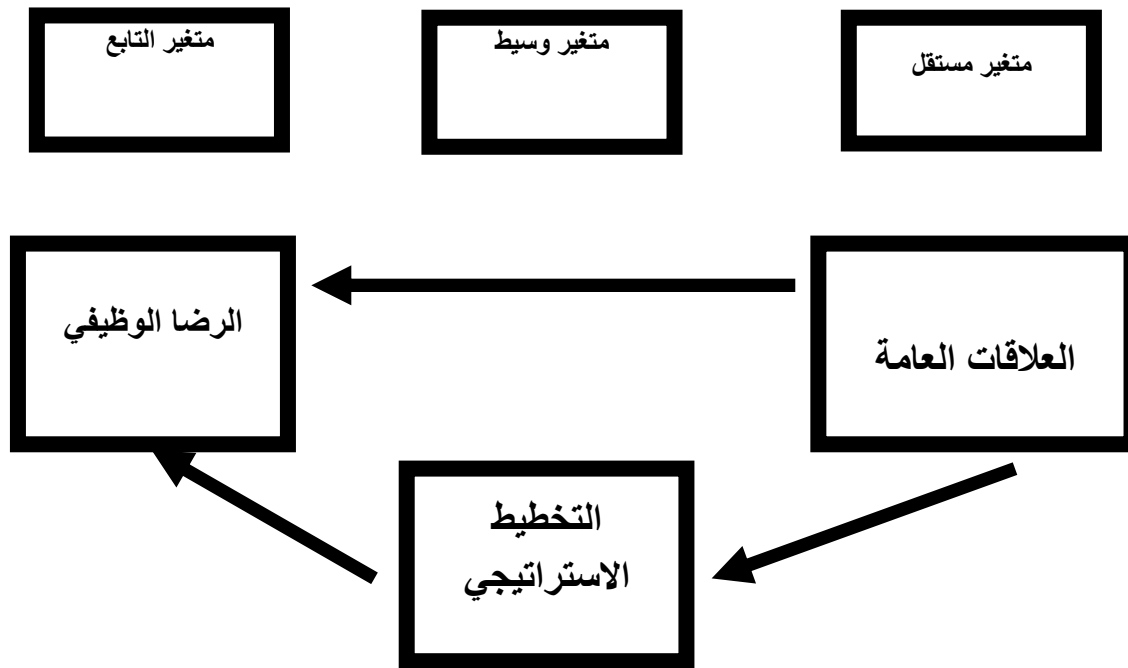 متغير مستقل
متغير وسيط
متغير التابع
العلاقات العامة
الرضا الوظيفي
التخطيط
الاستراتيجي